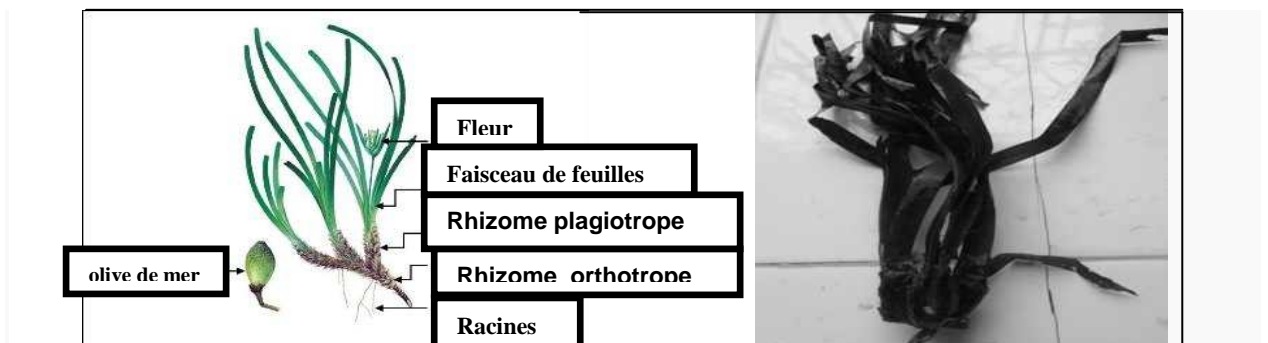 Fleur
Faisceau de feuilles
Rhizome plagiotrope
olive de mer
Rhizome orthotrope
Racines